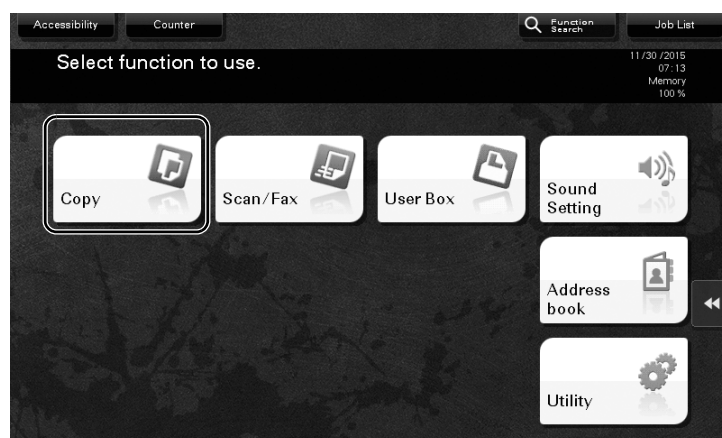 Accessibility
Counter
Function
Search
Job List
Select function to use.
11/30 /2015
07:13
Memory
100 %
Copy
Scan/Fax
User Box
Sound
Setting
Address
book
Utility